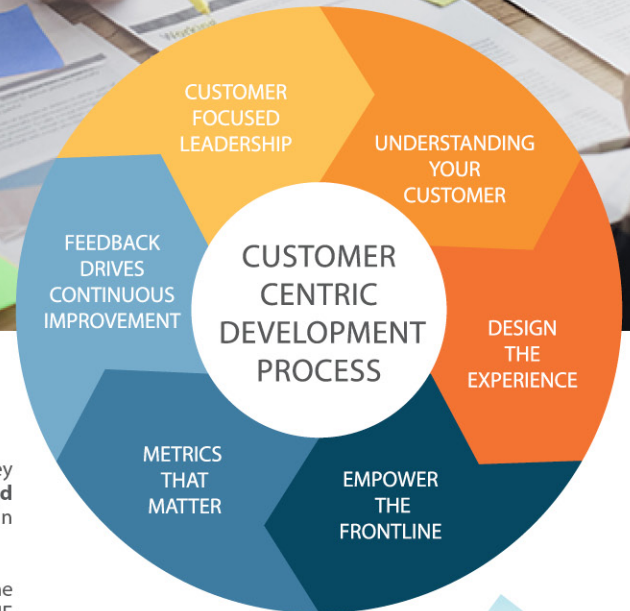 Working
CUSTOMER
FOCUSED
LEADERSHIP
UNDERSTANDING
YOUR
CUSTOMER
DESIGN
THE
EXPERIENCE
EMPOWER
THE
FRONTLINE
METRICS
THAT
MATTER
FEEDBACK
DRIVES
CONTINUOUS
IMPROVEMENT
CUSTOMER
CENTRIC
DEVELOPMENT
PROCESS